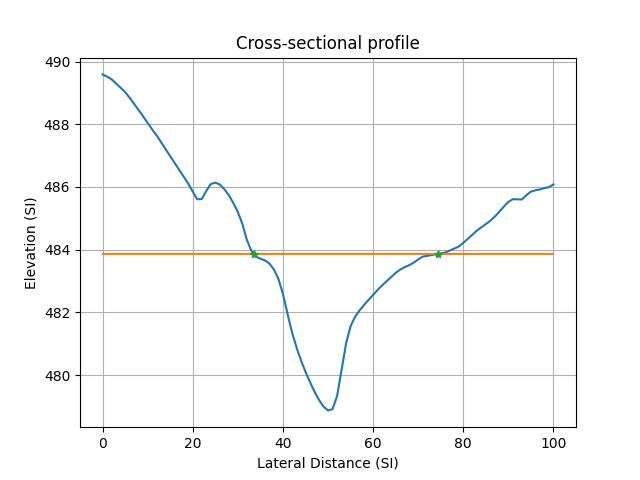 Cross-sectional profile
490
488
486
484
482
480
Elevation (SI)
0 20 40 60 80 100
Lateral Distance (SI)